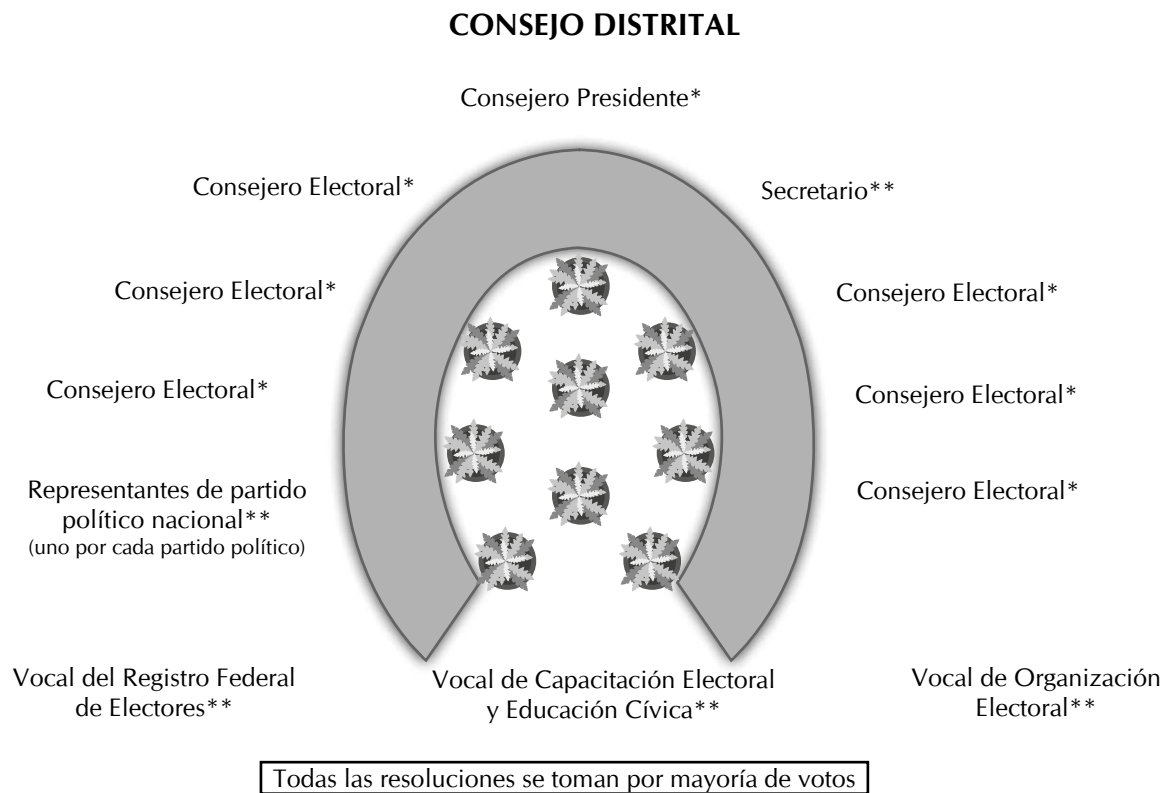 CONSEJO DISTRITAL
Consejero Presidente*
Consejero Electoral*
Secretario**
Consejero Electoral*
Consejero Electoral*
Consejero Electoral*
Consejero Electoral*
Representantes de partido
político nacional**
(uno por cada partido político)
Consejero Electoral*
Vocal del Registro Federal
de Electores**
Vocal de Capacitación Electoral
y Educación Cívica**
Vocal de Organización
Electoral**
Todas las resoluciones se toman por mayoría de votos